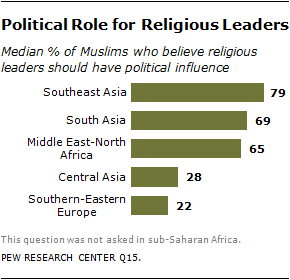 Political Role for Religious Leaders
Median % of Muslims who believe religious
leaders should have political influence
Southeast Asia 79
South Asia 69
Middle East-North
Africa 65
Central Asia 28
Southern-Eastern
Europe 22
This question was not asked in sub-Saharan Africa.
PEW RESEARCH CENTER Q15.